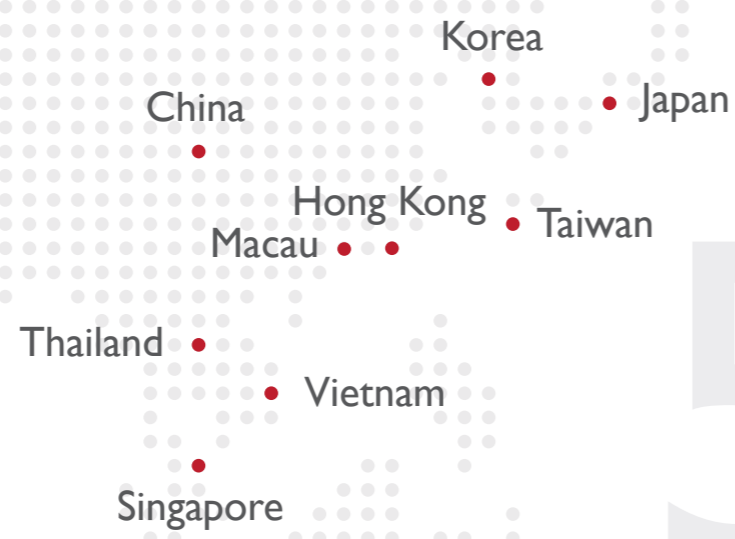 Korea
Japan
China
Hong Kong
Taiwan
Macau
Thailand
Vietnam
Singapore